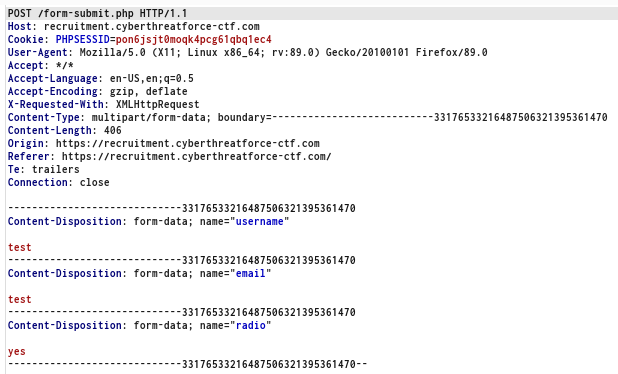 POST /form-submit.php HTTP/1.1
Host: recruitment.cyberthreatforce-ctf.com
Cookie: PHPSESSID=pon6jsjt0moqk4pcg61qbq1ec4
User-Agent: Mozilla/5.0 (X11; Linux x86_64; rv:89.0) Gecko/20100101 Firefox/89.0
Accept: */*
Accept-Language: en-US,en;q=0.5
Accept-Encoding: gzip, deflate
X-Requested-With: XMLHttpRequest
Content-Type: multipart/form-data; boundary=---------------------------331765332164875063213953​61470
Content-Length: 406
Origin: https://recruitment.cyberthreatforce-ctf.com
Referer: https://recruitment.cyberthreatforce-ctf.com/
Te: trailers
Connection: close
-----------------------------33176533216487506321395361470
Content-Disposition: form-data; name="username"
test
-----------------------------33176533216487506321395361470
Content-Disposition: form-data; name="email"
test
-----------------------------33176533216487506321395361470
Content-Disposition: form-data; name="radio"
yes
-----------------------------33176533216487506321395361470--